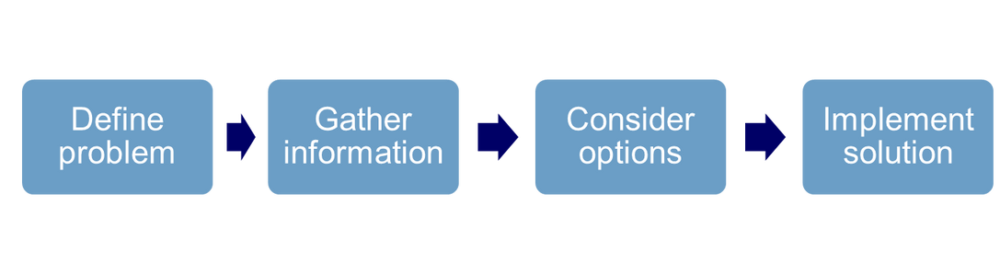 Define
problem
Gather
information
Consider
options
Implement
solution